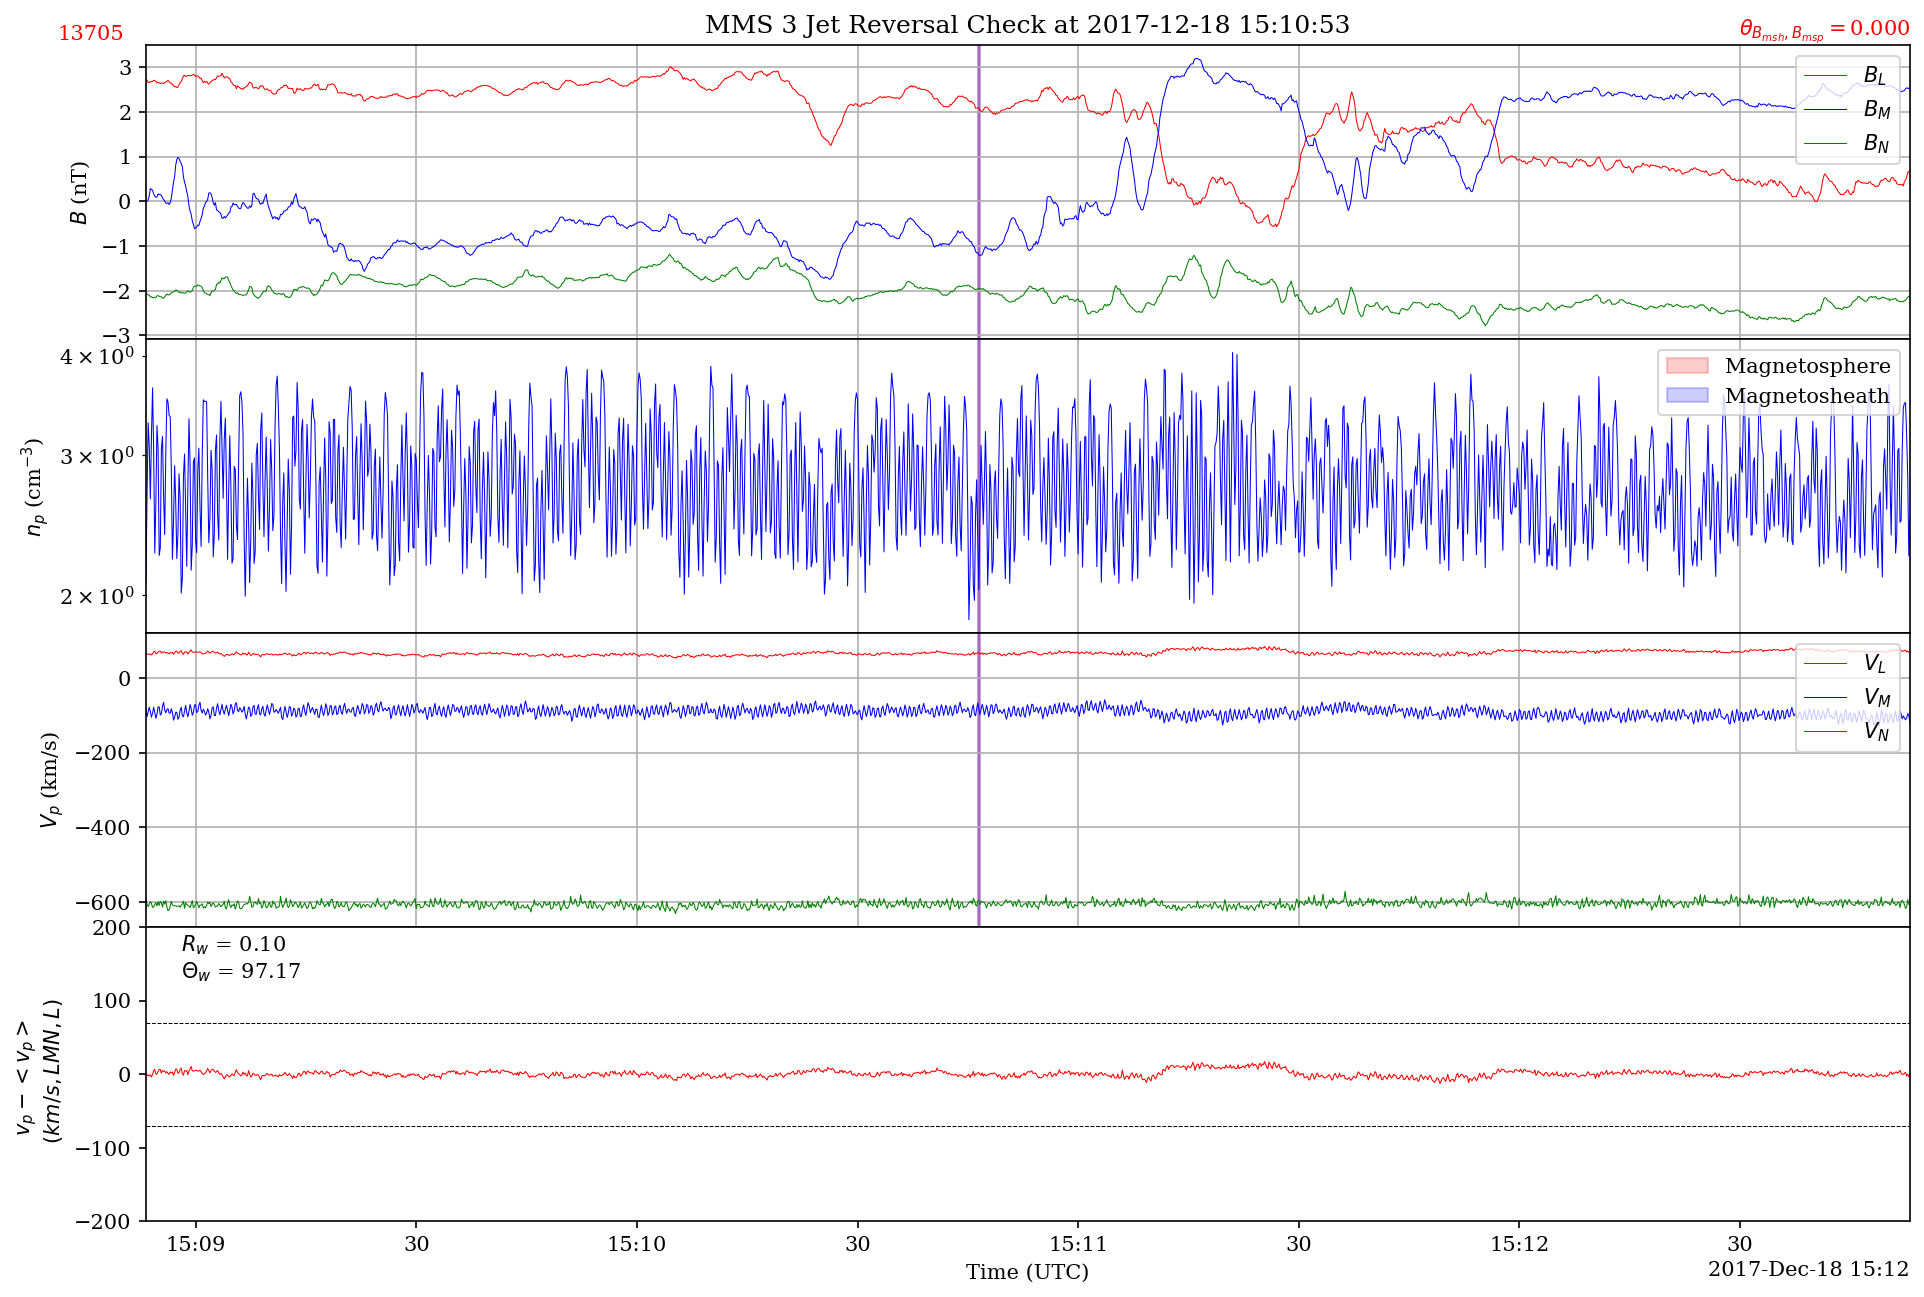 MMS 3 Jet Reversal Check at 2017-12-18 15:10:53
13705
θ_{B_{msh}, B_{msp}} = 0.000
3
2
1
0
−1
−2
−3
B (nT)
B_L
B_M
B_N
4 × 10^0
3 × 10^0
2 × 10^0
n_p (cm^{−3})
Magnetosphere
Magnetosheath
0
−200
−400
−600
V_p (km/s)
V_L
V_M
V_N
200
100
0
−100
−200
v_p − < v_p >
(km/s, LMN, L)
R_w = 0.10
Θ_w = 97.17
15:09
30
15:10
30
15:11
30
15:12
30
Time (UTC)
2017-Dec-18 15:12